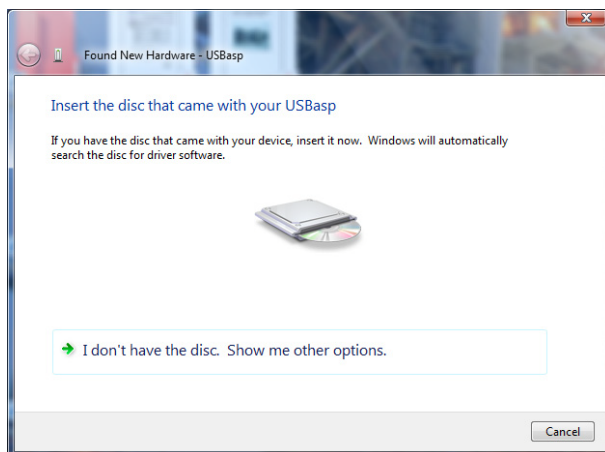 Found New Hardware - USBasp
Insert the disc that came with your USBasp
If you have the disc that came with your device, insert it now.  Windows will automatically
search the disc for driver software.
I don't have the disc.  Show me other options.
Cancel